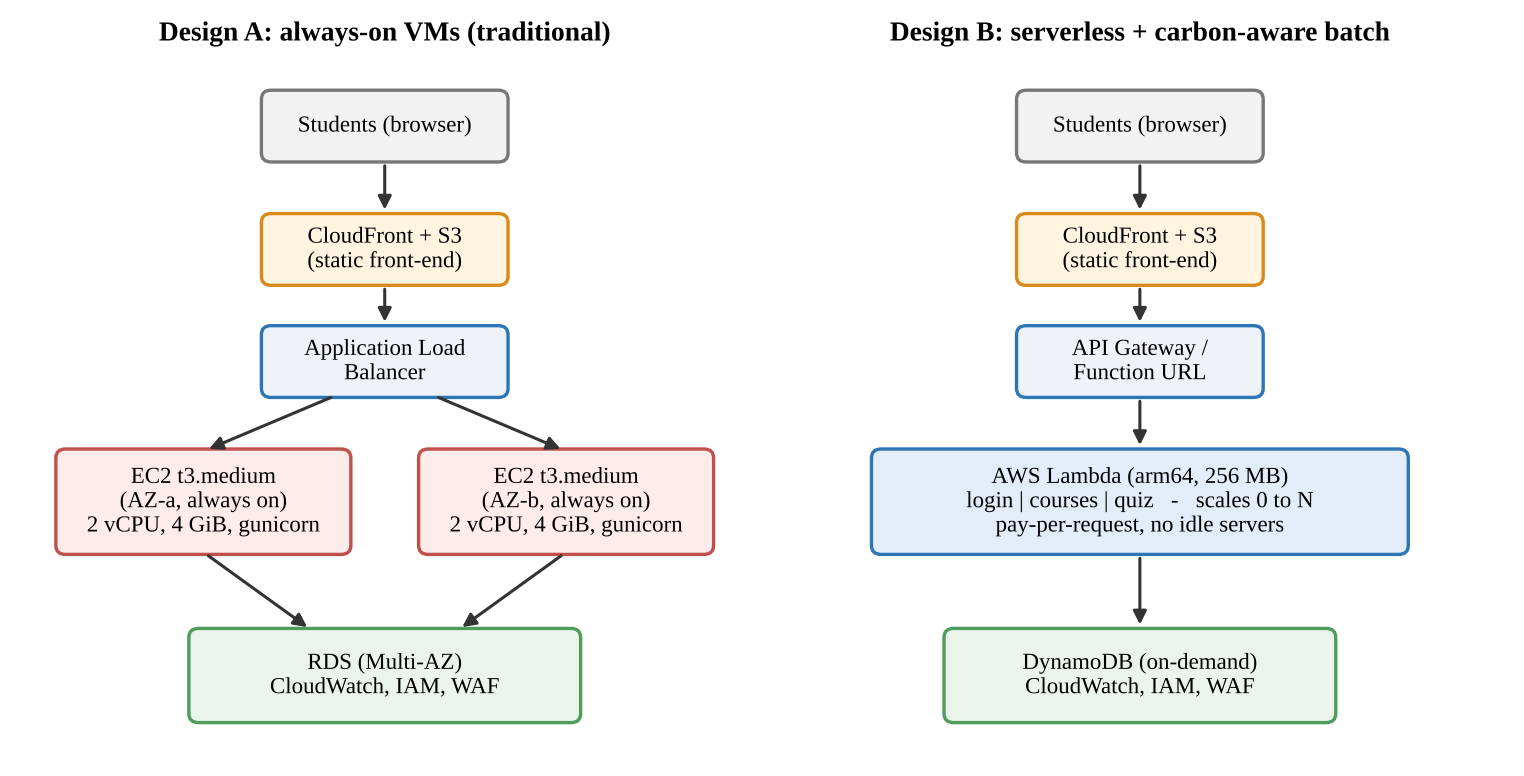 Design A: always-on VMs (traditional)
Students (browser)
CloudFront + S3
(static front-end)
Application Load
Balancer
EC2 t3.medium
(AZ-a, always on)
2 vCPU, 4 GiB, gunicorn
EC2 t3.medium
(AZ-b, always on)
2 vCPU, 4 GiB, gunicorn
RDS (Multi-AZ)
CloudWatch, IAM, WAF
Design B: serverless + carbon-aware batch
Students (browser)
CloudFront + S3
(static front-end)
API Gateway /
Function URL
AWS Lambda (arm64, 256 MB)
login | courses | quiz - scales 0 to N
pay-per-request, no idle servers
DynamoDB (on-demand)
CloudWatch, IAM, WAF